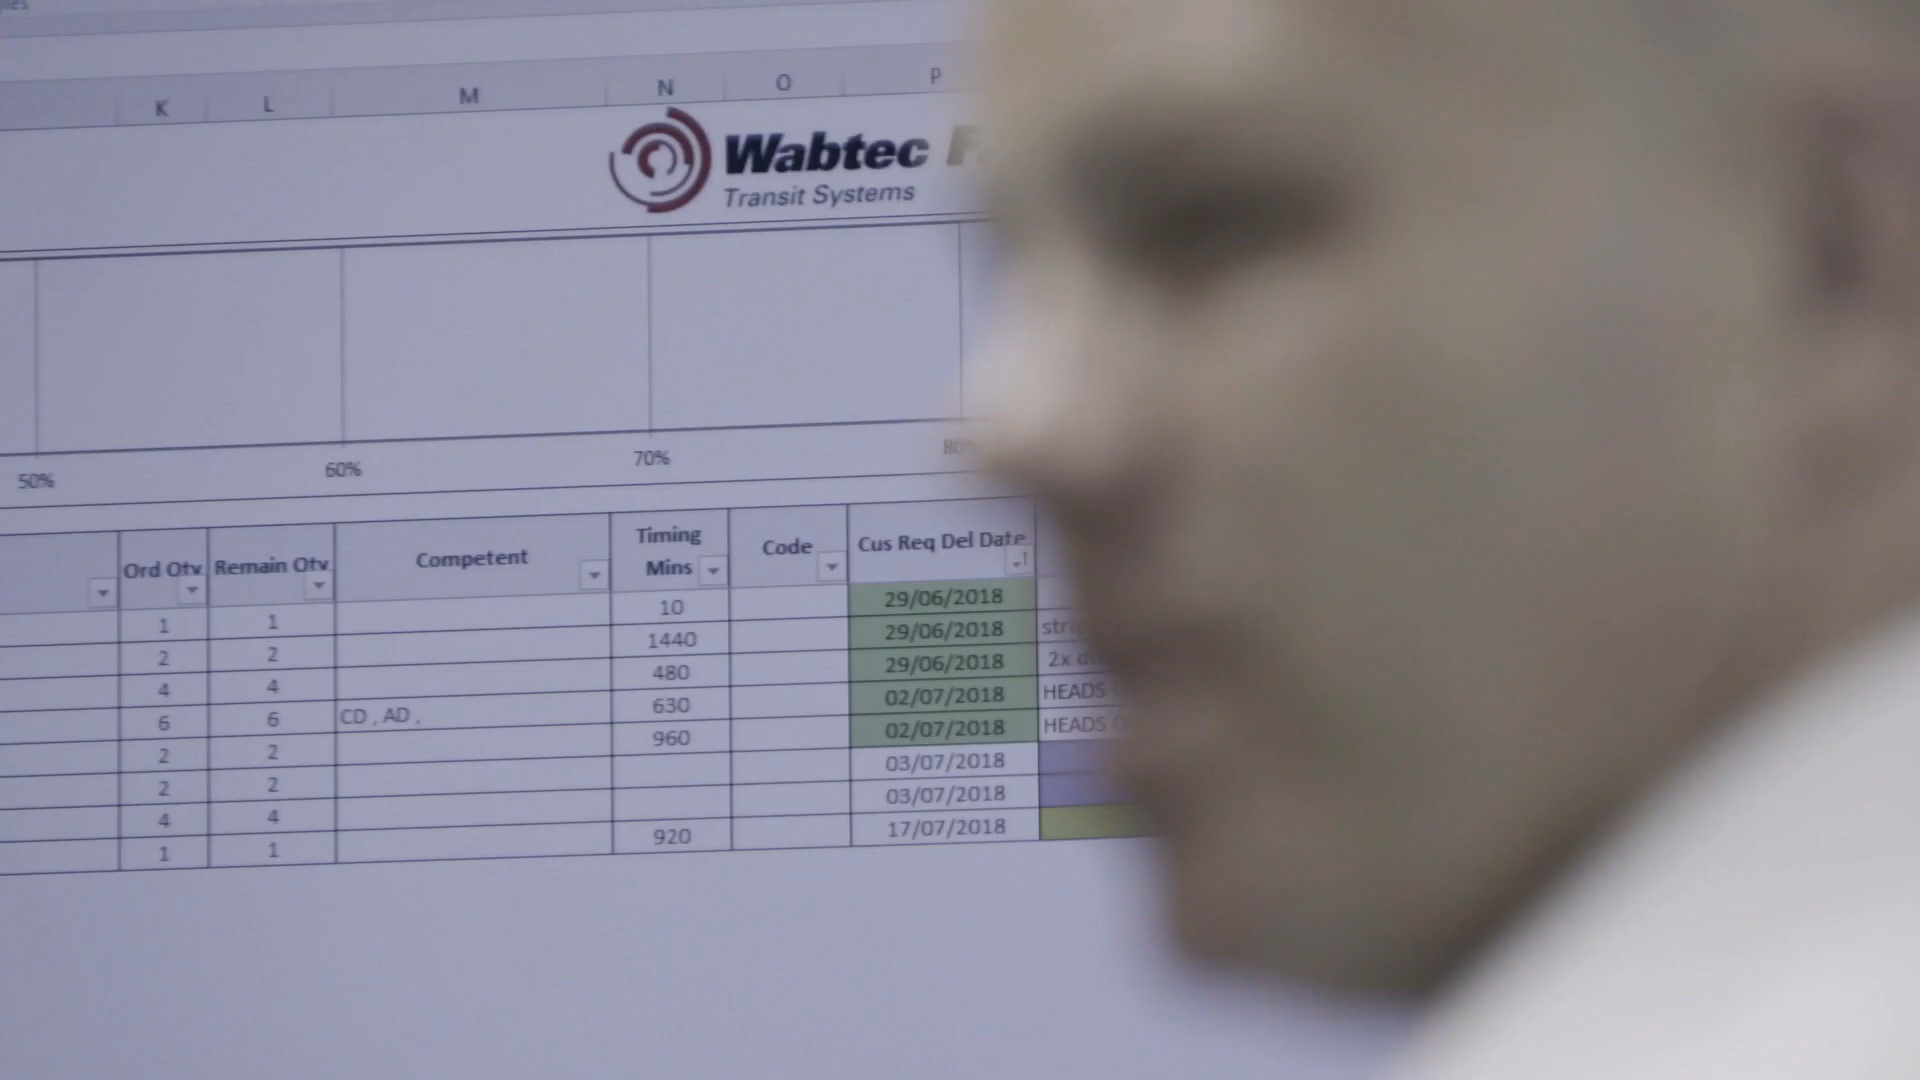 K L M N O P
Wabtec F
Transit Systems
50% 60% 70% 80%
Ord Qty Remain Qty Competent Timing Mins Code Cus Req Del Date
1 1 10 29/06/2018
2 2 1440 29/06/2018
4 4 480 29/06/2018 2x
6 6 CD , AD , 630 02/07/2018 HEADS
2 2 960 02/07/2018 HEADS
2 2 03/07/2018
4 4 03/07/2018
1 1 920 17/07/2018